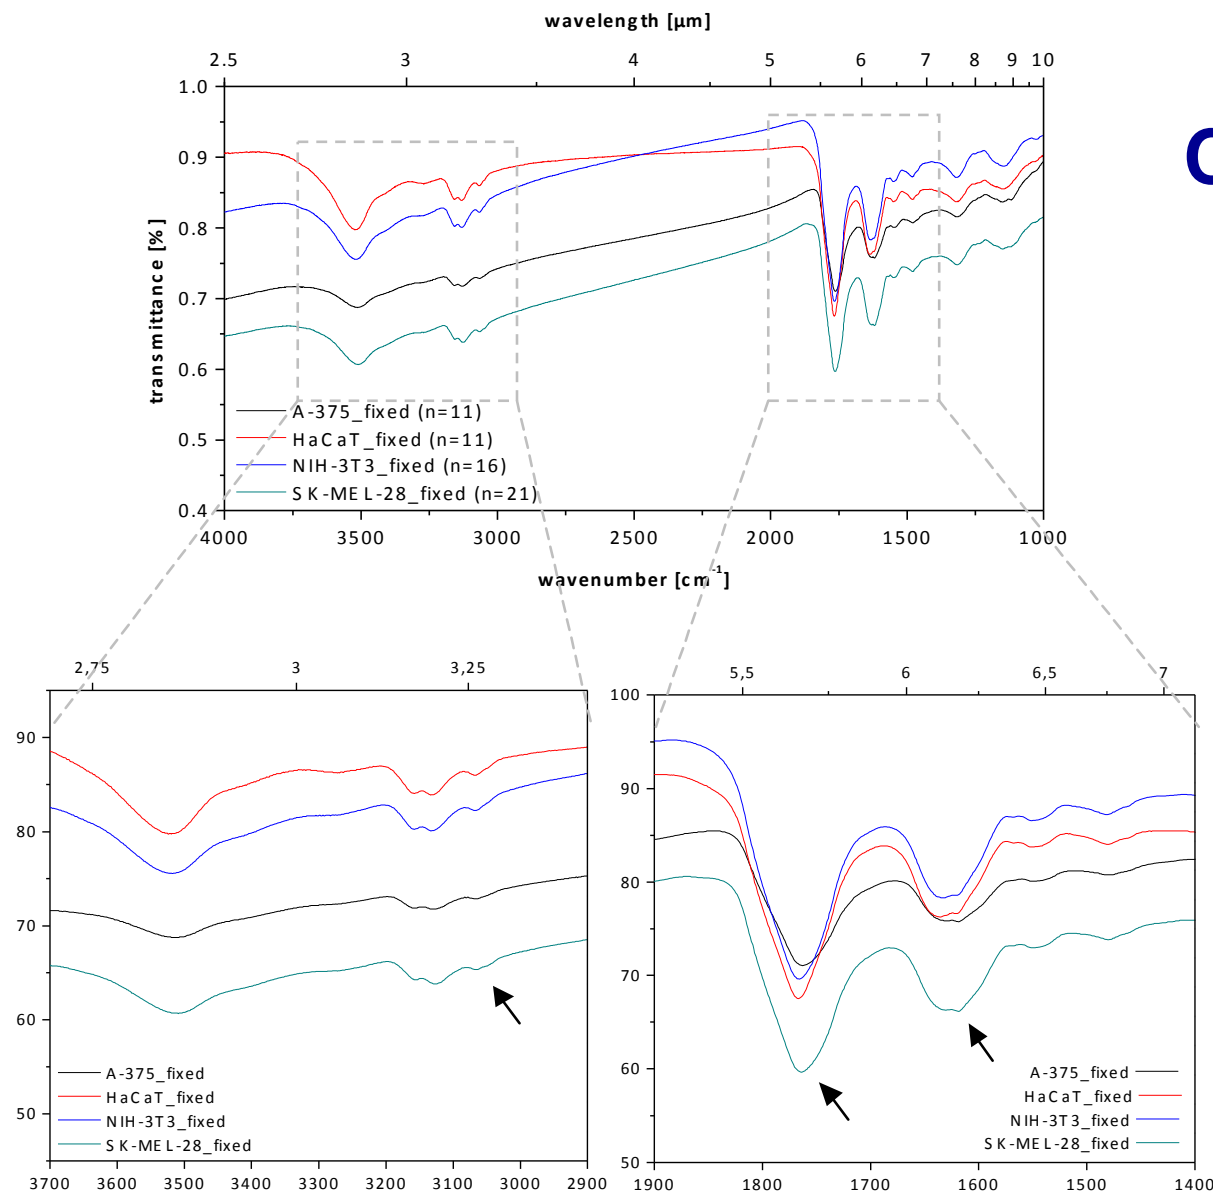 wavelength [µm]
2.5 3 4 5 6 7 8 9 10
C
1.0
0.9
0.8
0.7
0.6
0.5
0.4
transmittance [%]
A-375_fixed (n=11)
HaCaT_fixed (n=11)
NIH-3T3_fixed (n=16)
SK-MEL-28_fixed (n=21)
4000 3500 3000 2500 2000 1500 1000
wavenumber [cm-1]
2,75 3 3,25
90
80
70
60
50
A-375_fixed
HaCaT_fixed
NIH-3T3_fixed
SK-MEL-28_fixed
3700 3600 3500 3400 3300 3200 3100 3000 2900
5,5 6 6,5 7
100
90
80
70
60
50
A-375_fixed
HaCaT_fixed
NIH-3T3_fixed
SK-MEL-28_fixed
1900 1800 1700 1600 1500 1400